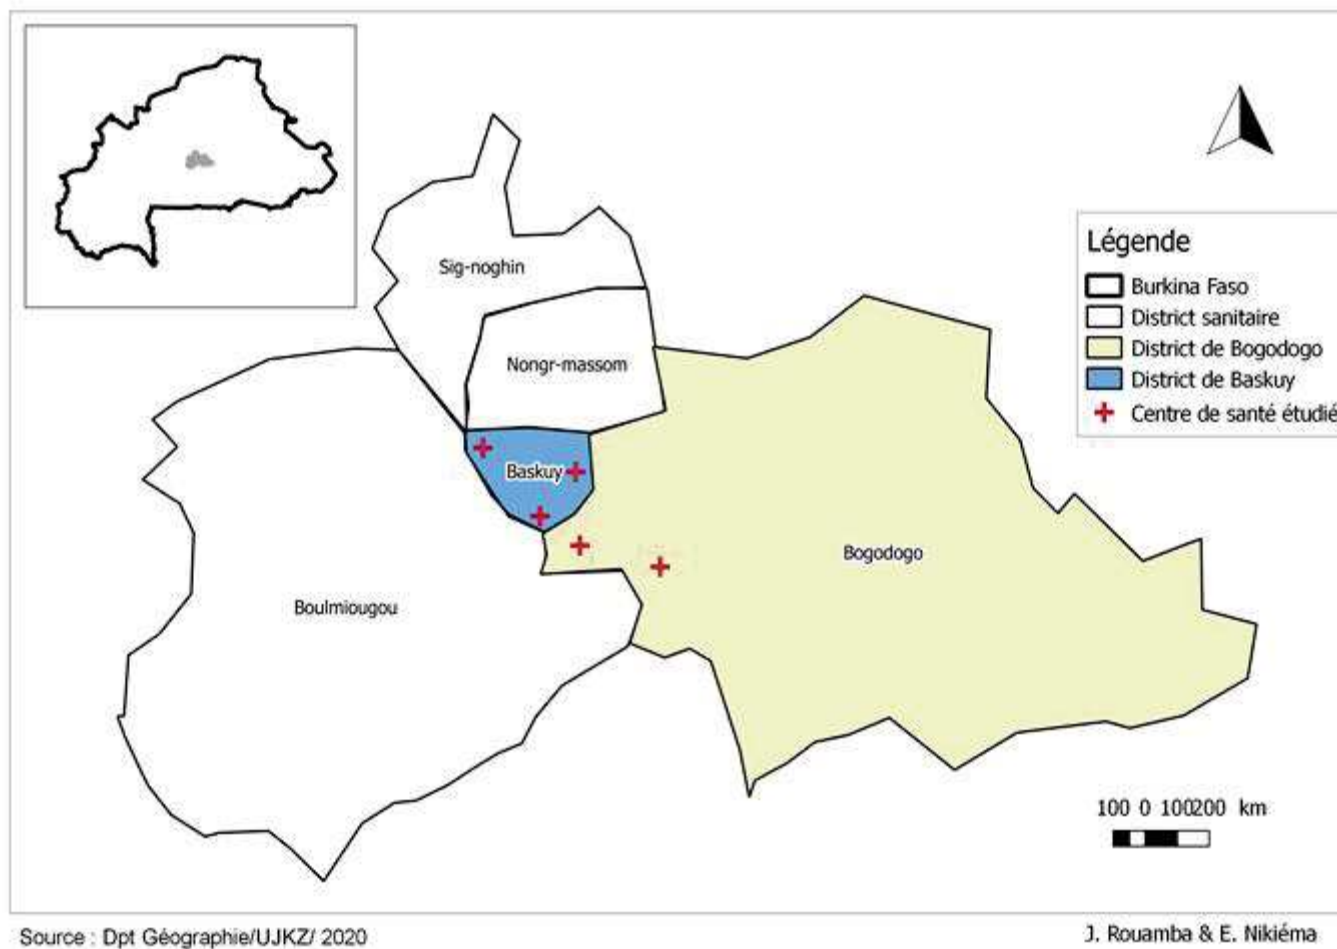 Sig-noghin
Nongr-massom
Baskuy
Bogodogo
Boulmiougou
Légende
Burkina Faso
District sanitaire
District de Bogodogo
District de Baskuy
Centre de santé étudié
100 0 100200 km
Source : Dpt Géographie/UJKZ/ 2020
J. Rouamba & E. Nikiéma